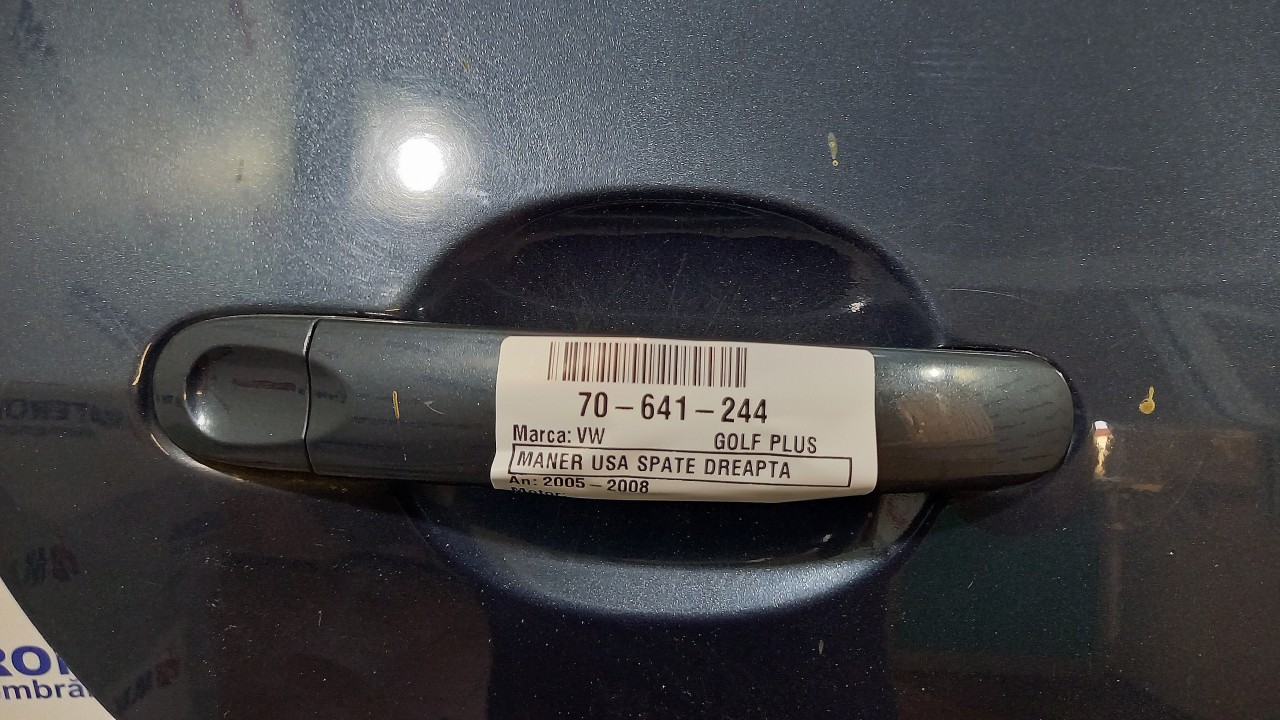 70-641-244
Marca: VW GOLF PLUS
MANER USA SPATE DREAPTA
An: 2005-2008